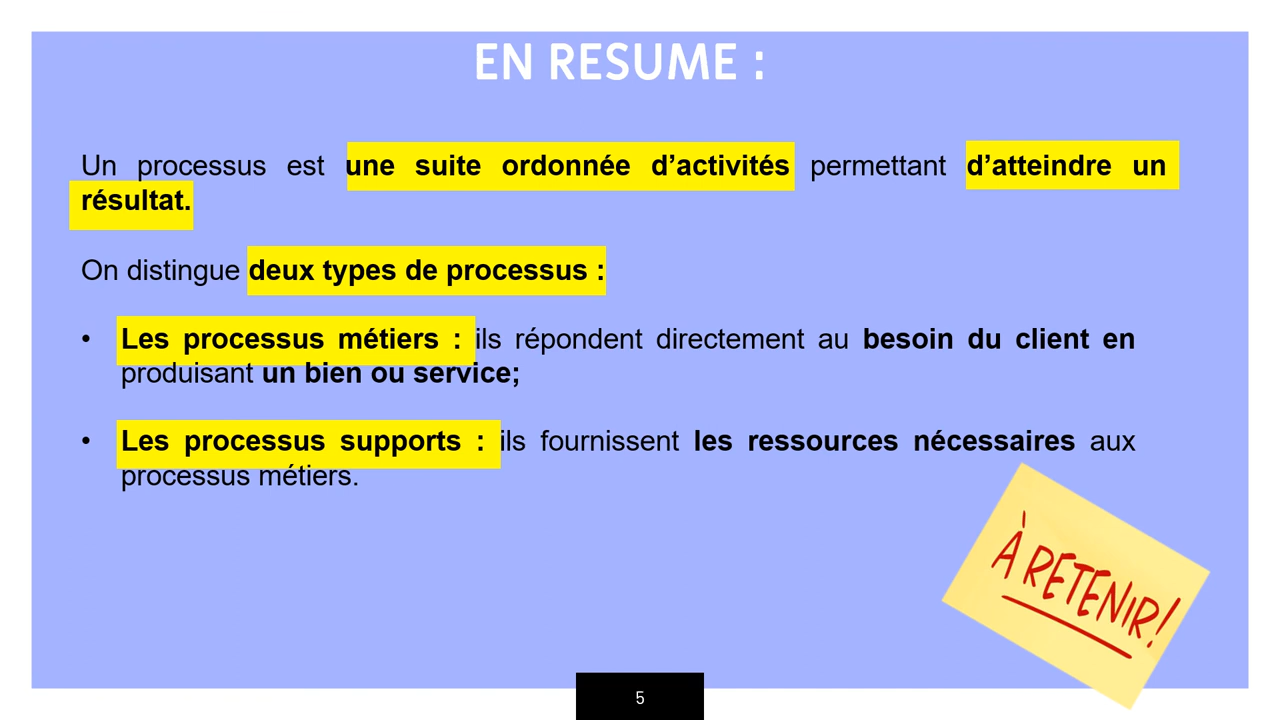 EN RESUME :
Un processus est une suite ordonnée d’activités permettant d’atteindre un
résultat.
On distingue deux types de processus :
• Les processus métiers : ils répondent directement au besoin du client en
produisant un bien ou service;
• Les processus supports : ils fournissent les ressources nécessaires aux
processus métiers.
À RETENIR!
5